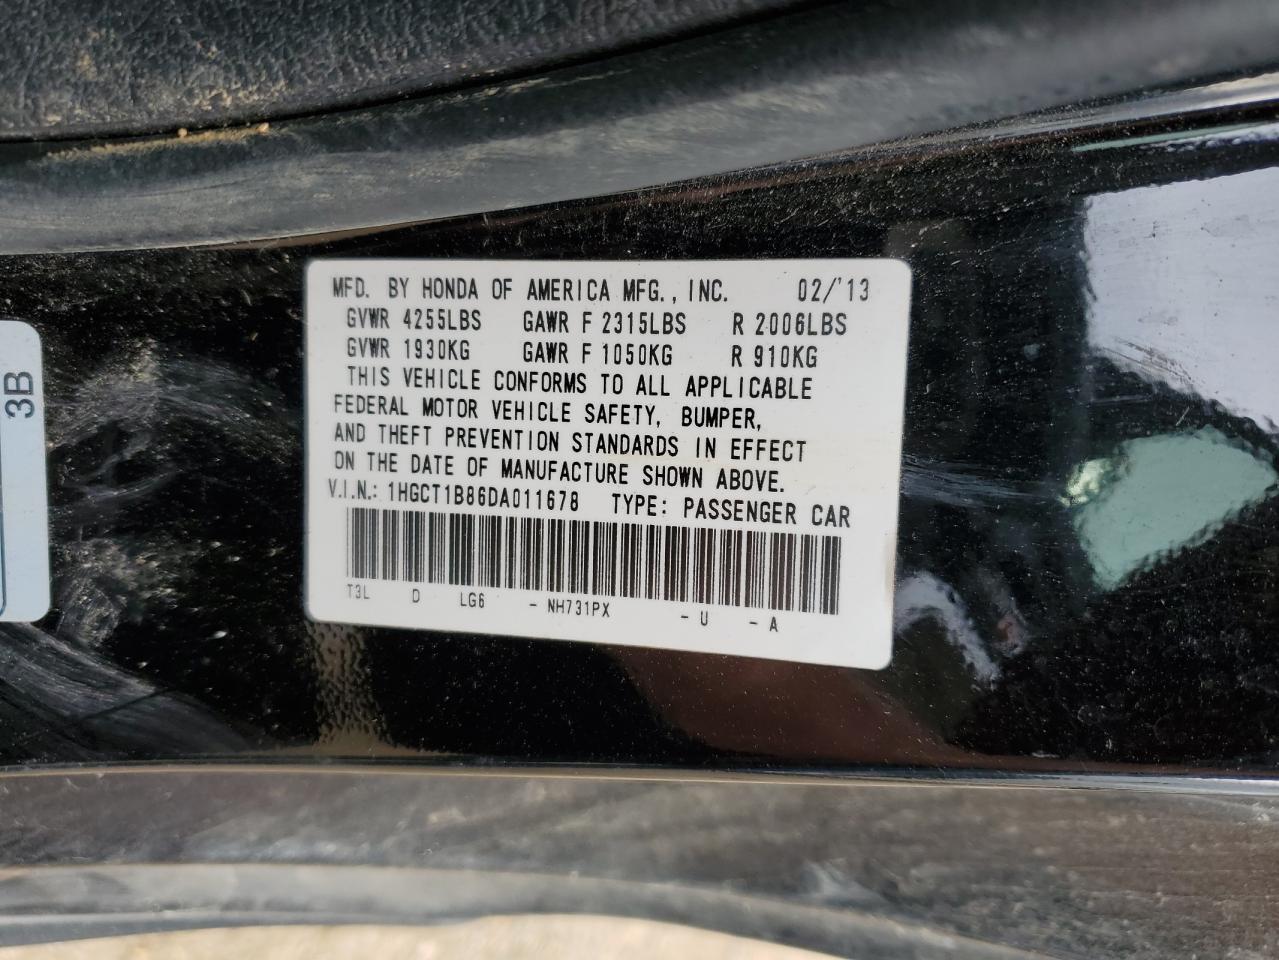 MFD. BY HONDA OF AMERICA MFG., INC. 02/'13
GVWR 4255LBS GAWR F 2315LBS R 2006LBS
GVWR 1930KG GAWR F 1050KG R 910KG
THIS VEHICLE CONFORMS TO ALL APPLICABLE
FEDERAL MOTOR VEHICLE SAFETY, BUMPER,
AND THEFT PREVENTION STANDARDS IN EFFECT
ON THE DATE OF MANUFACTURE SHOWN ABOVE.
V.I.N.: 1HGCT1B86DA011678 TYPE: PASSENGER CAR
T3L D LG6 - NH731PX - U - A
3B